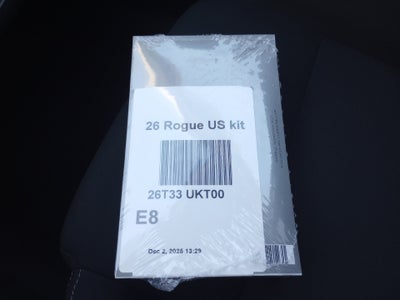 26 Rogue US kit
26T33 UKT00
E8
Dec 2, 2025 13:29